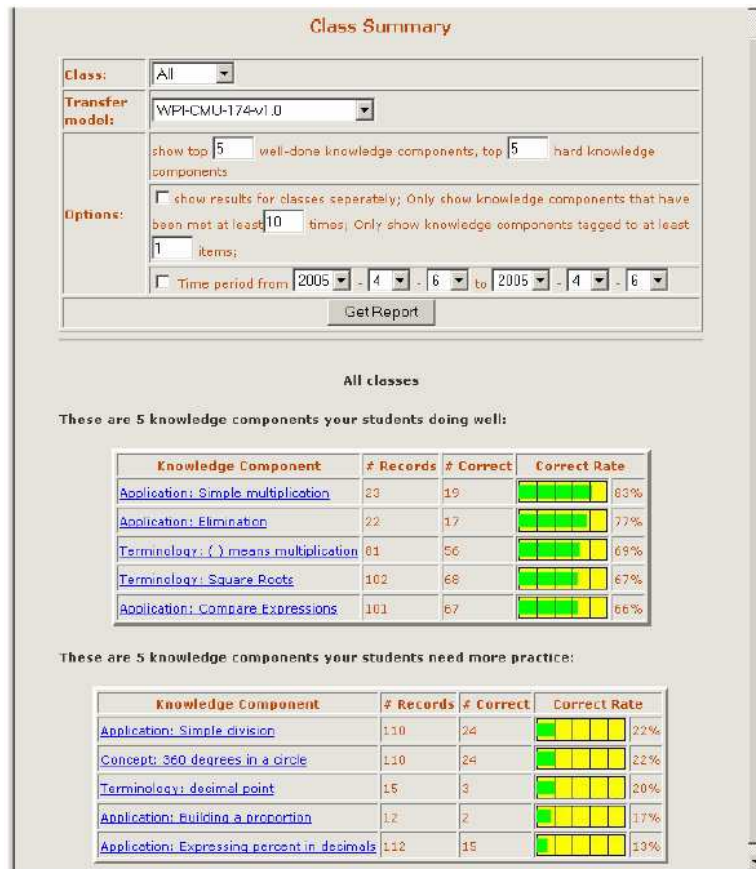 Class Summary
Class: All
Transfer model: WPI-CMU-174-v1.0
Options:
show top 5 well-done knowledge components, top 5 hard knowledge
components
show results for classes seperately; Only show knowledge components that have
been met at least 10 times; Only show knowledge components tagged to at least
1 items;
Time period from 2005 - 4 - 6 to 2005 - 4 - 6
Get Report
All classes
These are 5 knowledge components your students doing well:
Knowledge Component # Records # Correct Correct Rate
Application: Simple multiplication 23 19 83%
Application: Elimination 22 17 77%
Terminology: ( ) means multiplication 81 56 69%
Terminology: Square Roots 102 68 67%
Application: Compare Expressions 101 67 66%
These are 5 knowledge components your students need more practice:
Knowledge Component # Records # Correct Correct Rate
Application: Simple division 110 24 22%
Concept: 360 degrees in a circle 110 24 22%
Terminology: decimal point 15 3 20%
Application: Building a proportion 12 2 17%
Application: Expressing percent in decimals 112 15 13%